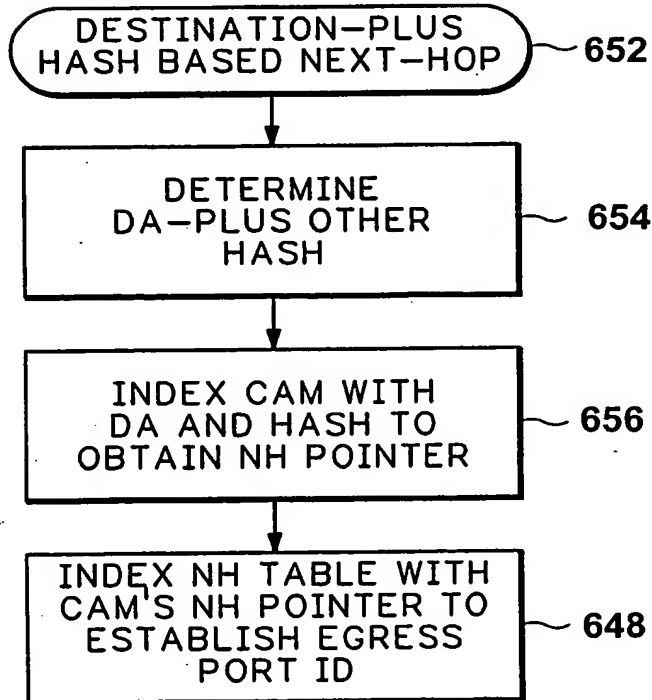 DESTINATION–PLUS
HASH BASED NEXT–HOP
652
DETERMINE
DA–PLUS OTHER
HASH
654
INDEX CAM WITH
DA AND HASH TO
OBTAIN NH POINTER
656
INDEX NH TABLE WITH
CAM'S NH POINTER TO
ESTABLISH EGRESS
PORT ID
648